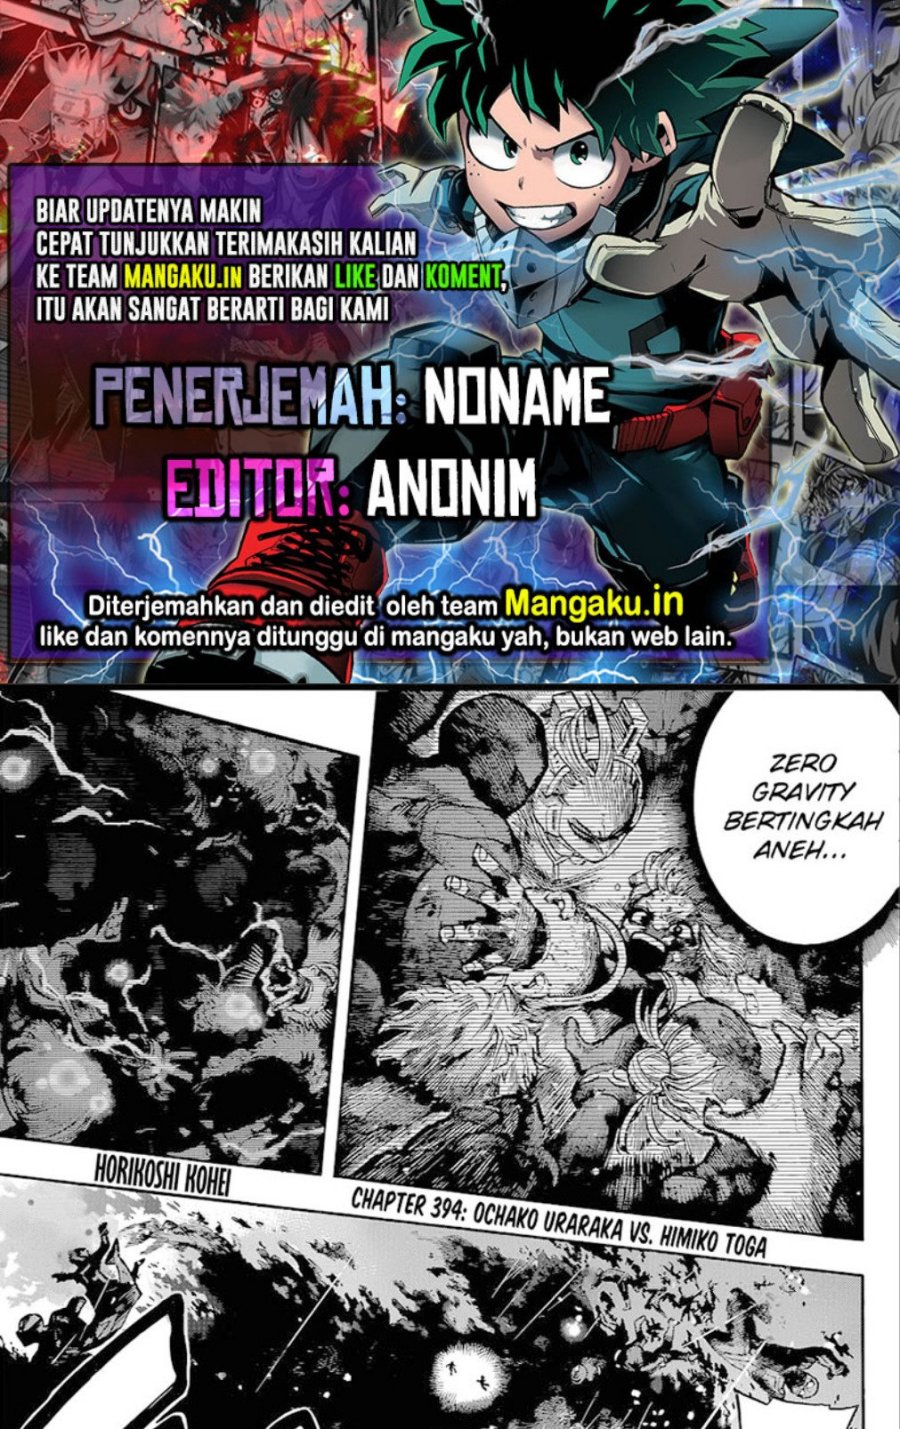 BIAR UPDATENYA MAKIN
CEPAT TUNJUKKAN TERIMAKASIH KALIAN
KE TEAM MANGAKU.IN BERIKAN LIKE DAN KOMENT,
ITU AKAN SANGAT BERARTI BAGI KAMI
PENERJEMAH: NONAME
EDITOR: ANONIM
Diterjemahkan dan diedit oleh team Mangaku.in
like dan komennya ditunggu di mangaku yah, bukan web lain.
ZERO
GRAVITY
BERTINGKAH
ANEH...
HORIKOSHI KOHEI
CHAPTER 394: OCHAKO URARAKA VS. HIMIKO TOGA